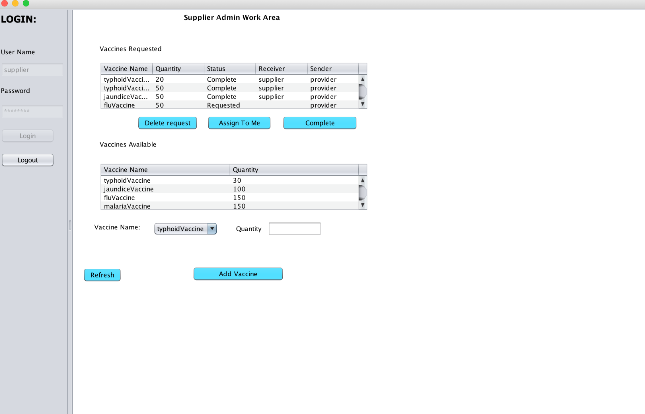 LOGIN:
Supplier Admin Work Area
User Name
supplier
Password
********
Login
Logout
Vaccines Requested
Vaccine Name Quantity Status Receiver Sender
typhoidVacci... 20 Complete supplier provider
typhoidVacci... 50 Complete supplier provider
jaundiceVacc... 50 Complete supplier provider
fluVaccine 50 Requested provider
Delete request Assign To Me Complete
Vaccines Available
Vaccine Name Quantity
typhoidVaccine 30
jaundiceVaccine 100
fluVaccine 150
malariaVaccine 150
Vaccine Name: typhoidVaccine Quantity
Refresh Add Vaccine